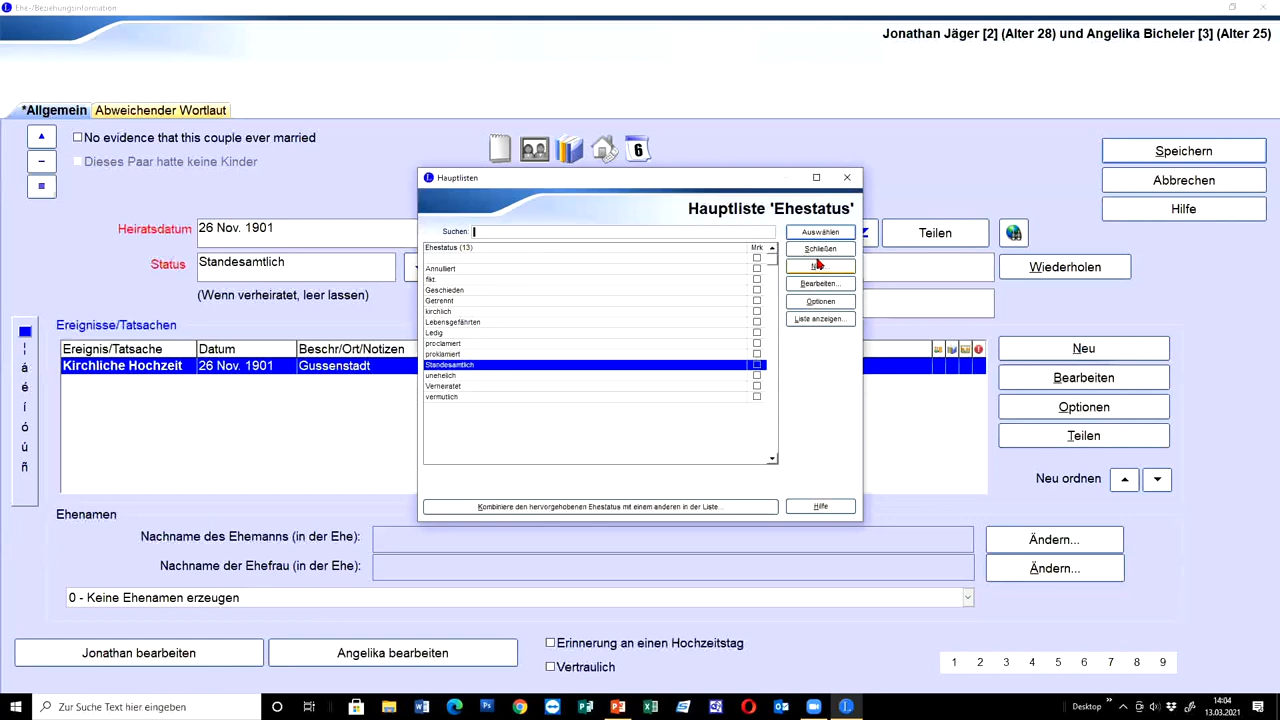 Ehe-/Beziehungsinformation
Jonathan Jäger [2] (Alter 28) und Angelika Bicheler [3] (Alter 25)
*Allgemein
Abweichender Wortlaut
No evidence that this couple ever married
Dieses Paar hatte keine Kinder
6
Speichern
Abbrechen
Hilfe
Heiratsdatum
26 Nov. 1901
Teilen
Status
Standesamtlich
Wiederholen
(Wenn verheiratet, leer lassen)
Hauptlisten
Hauptliste 'Ehestatus'
Suchen:
Auswählen
Ehestatus (13)
Mrk
Schließen
Annulliert
fikt.
Geschieden
Bearbeiten...
Getrennt
Optionen
kirchlich
Lebensgefährten
Liste anzeigen...
Ledig
proclamiert
proklamiert
Standesamtlich
unehelich
Verheiratet
vermutlich
Kombiniere den hervorgehobenen Ehestatus mit einem anderen in der Liste...
Hilfe
Ereignisse/Tatsachen
Ereignis/Tatsache
Datum
Beschr/Ort/Notizen
Kirchliche Hochzeit
26 Nov. 1901
Gussenstadt
á
é
í
ó
ú
ñ
Neu
Bearbeiten
Optionen
Teilen
Neu ordnen
Ehenamen
Nachname des Ehemanns (in der Ehe):
Ändern...
Nachname der Ehefrau (in der Ehe):
Ändern...
0 - Keine Ehenamen erzeugen
Jonathan bearbeiten
Angelika bearbeiten
Erinnerung an einen Hochzeitstag
Vertraulich
1 2 3 4 5 6 7 8 9
Zur Suche Text hier eingeben
Desktop
14:04
13.03.2021